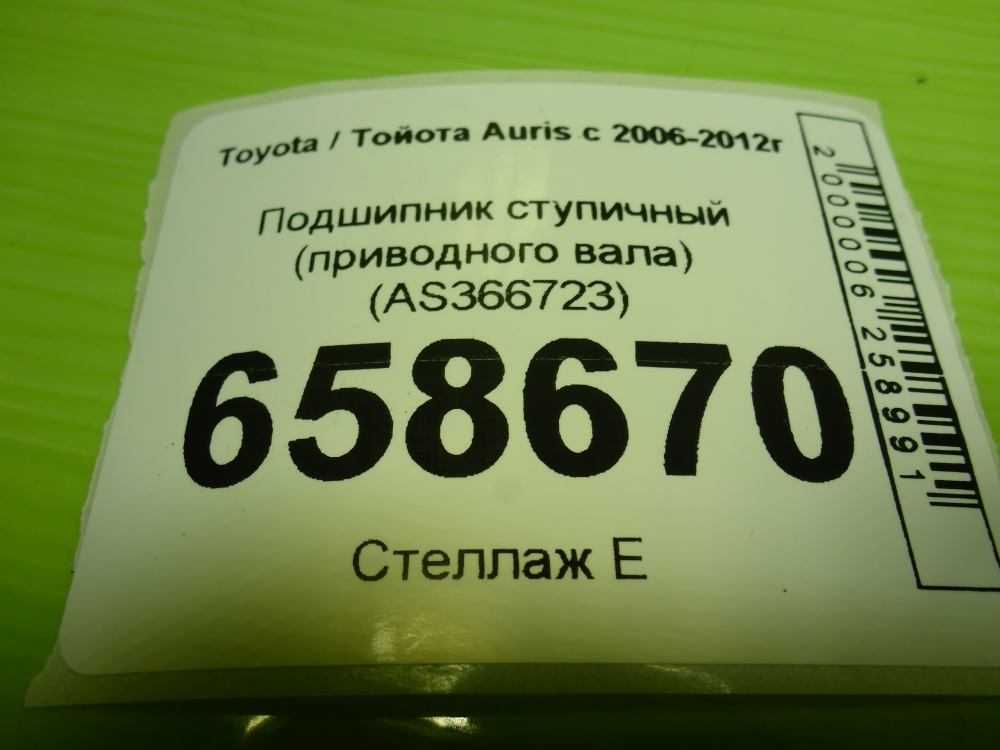 Toyota / Тойота Auris с 2006-2012г
Подшипник ступичный
(приводного вала)
(AS366723)
658670
Стеллаж E
2000006258991